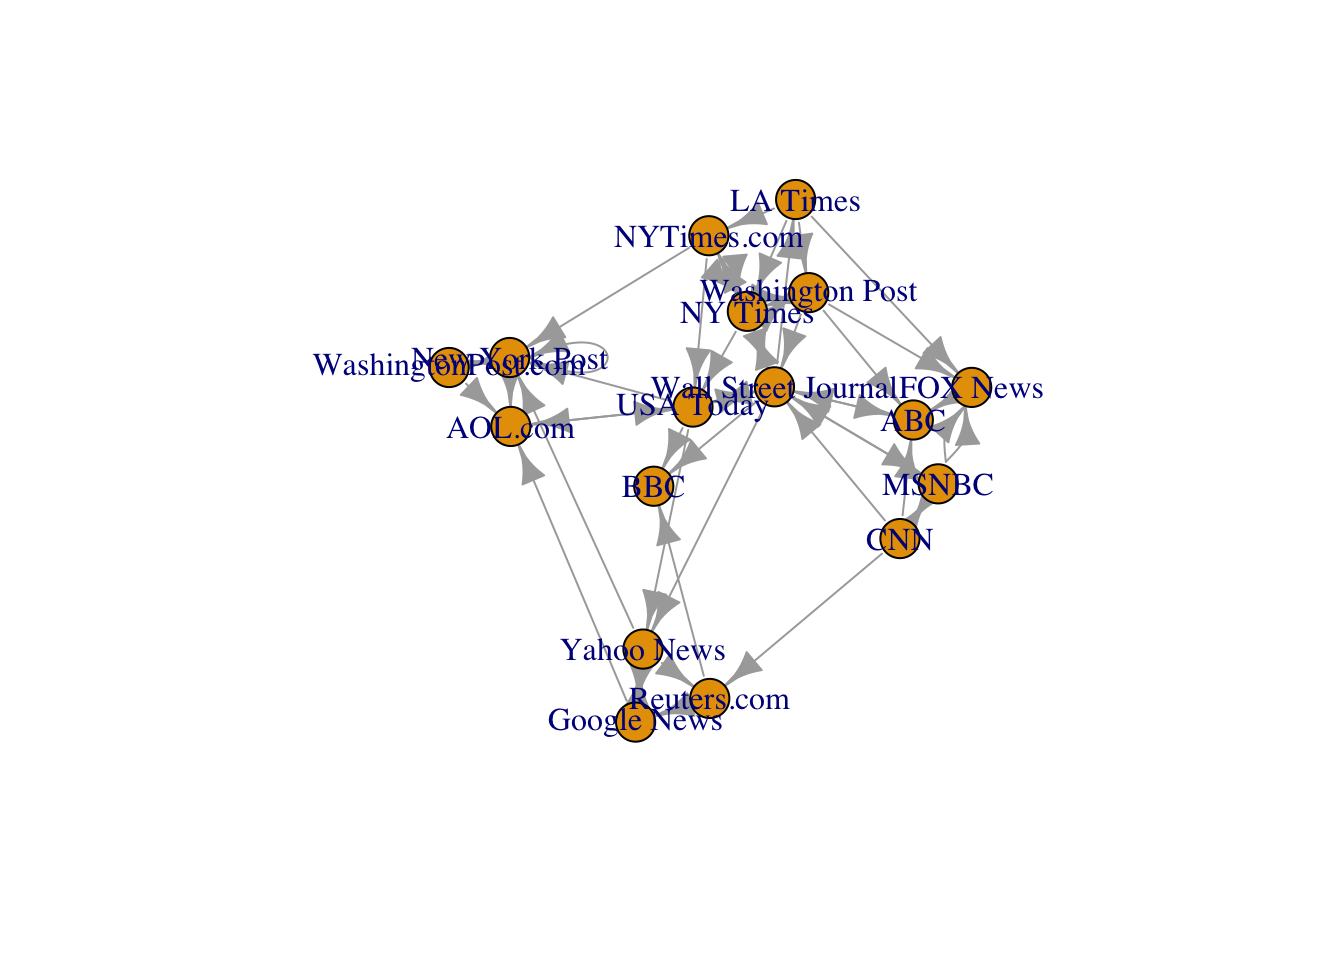 LA Times
NYTimes.com
Washington Post
NY Times
New York Post
WashingtonPost.com
Wall Street Journal
FOX News
USA Today
ABC
AOL.com
BBC
MSNBC
CNN
Yahoo News
Reuters.com
Google News